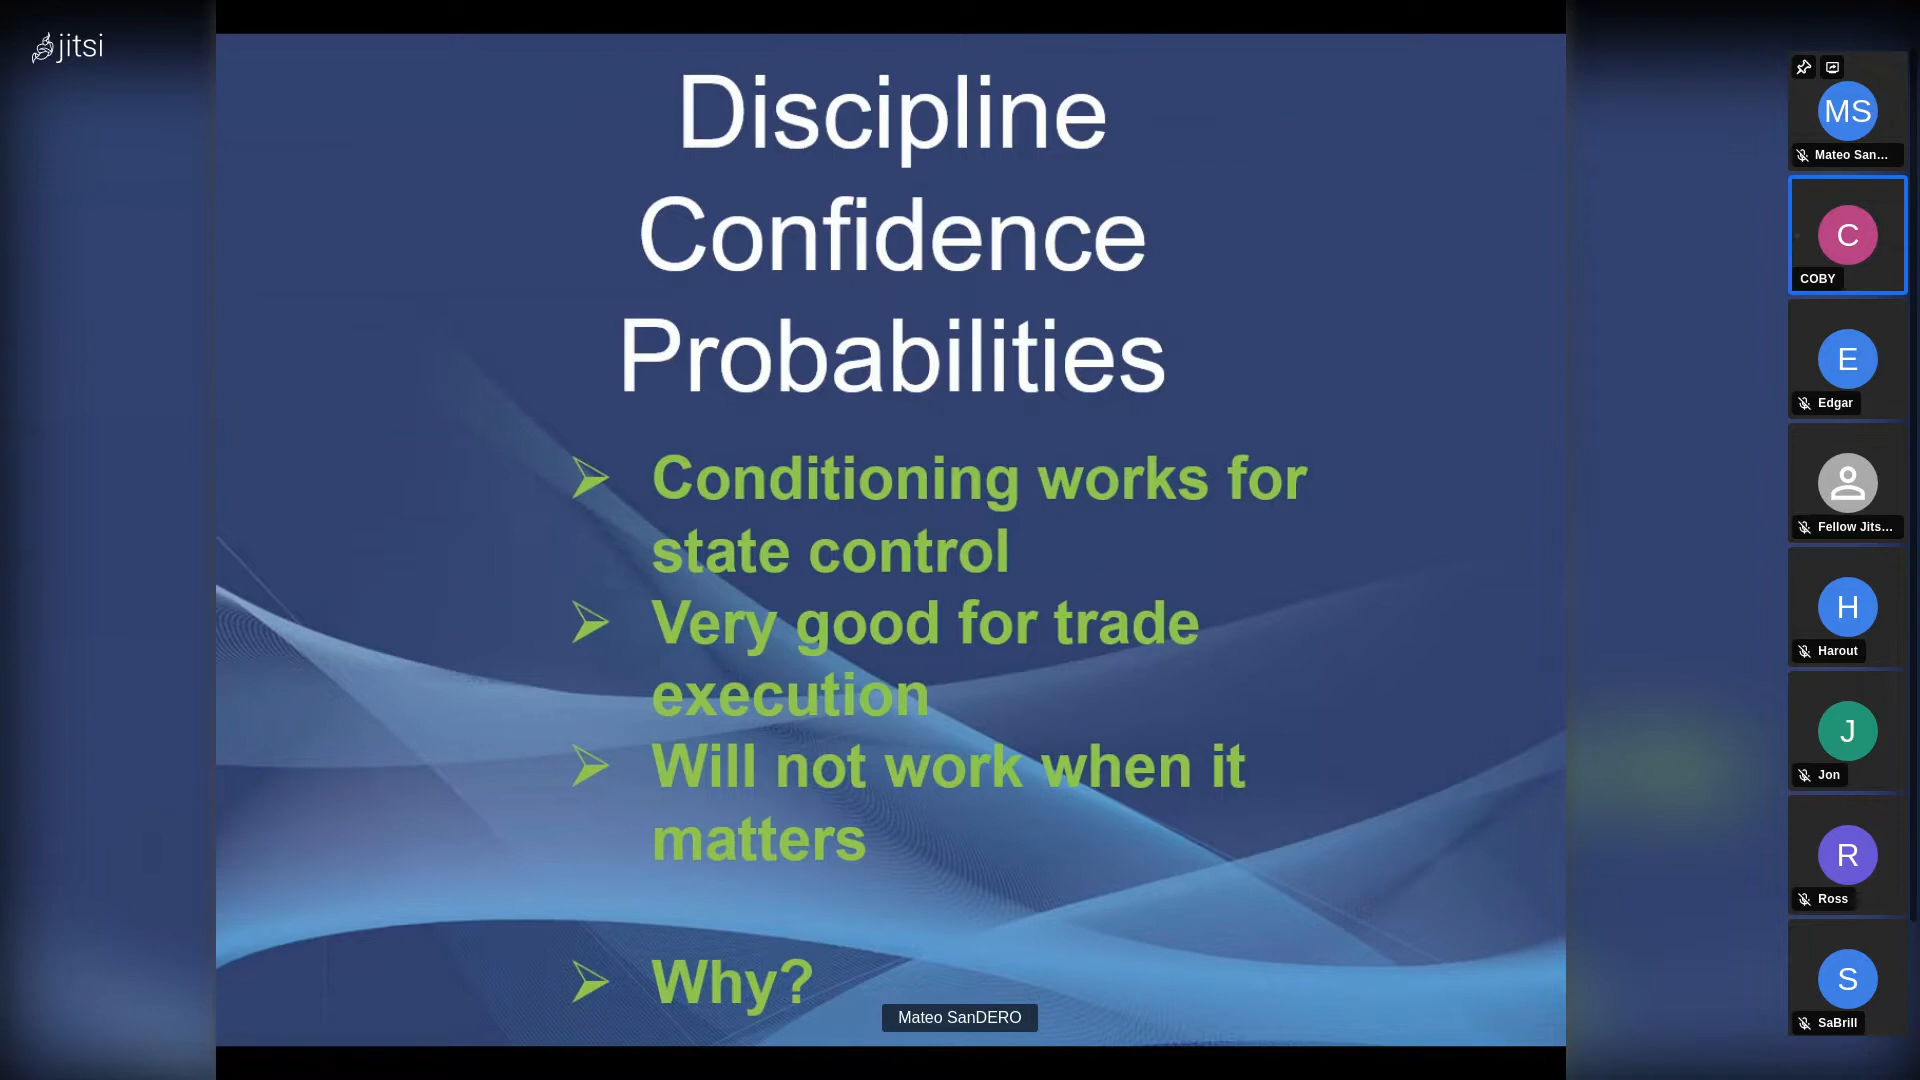 jitsi
Discipline
Confidence
Probabilities
➢ Conditioning works for
state control
➢ Very good for trade
execution
➢ Will not work when it
matters
➢ Why?
Mateo SanDERO
MS
Mateo San...
C
COBY
E
Edgar
Fellow Jits...
H
Harout
J
Jon
R
Ross
S
SaBrill